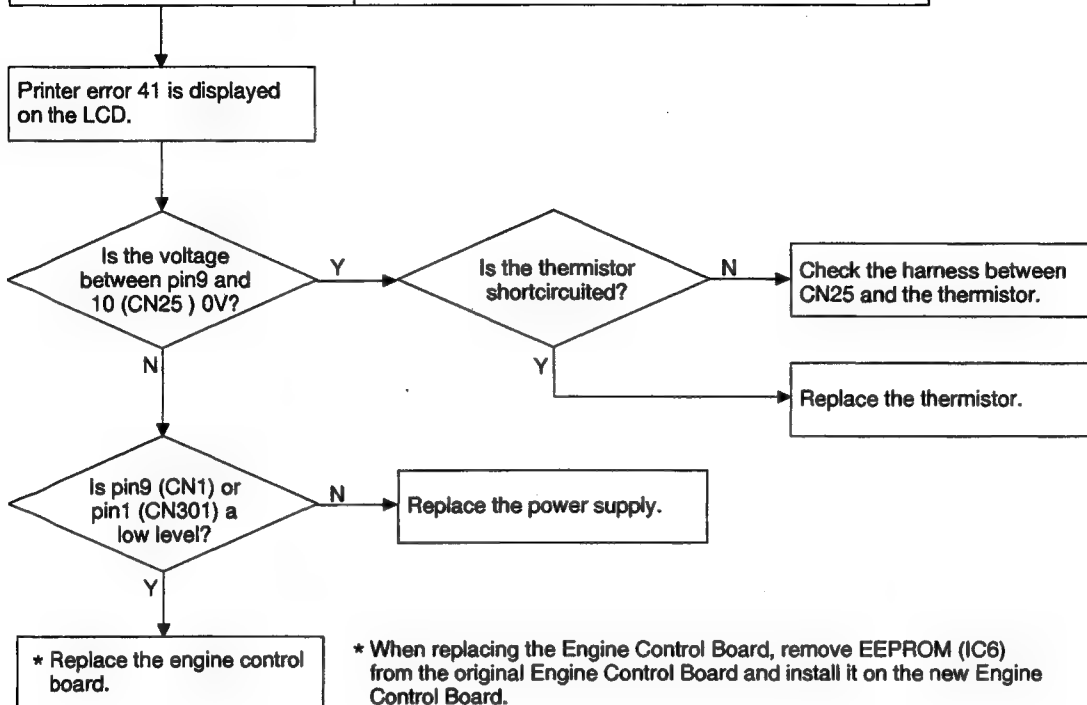 Printer error 41 is displayed
on the LCD.
Is the voltage
between pin9 and
10 (CN25 ) 0V?
Y
Is the thermistor
shortcircuited?
N
Check the harness between
CN25 and the thermistor.
N
Y
Replace the thermistor.
Is pin9 (CN1) or
pin1 (CN301) a
low level?
N
Replace the power supply.
Y
* Replace the engine control
board.
* When replacing the Engine Control Board, remove EEPROM (IC6)
from the original Engine Control Board and install it on the new Engine
Control Board.